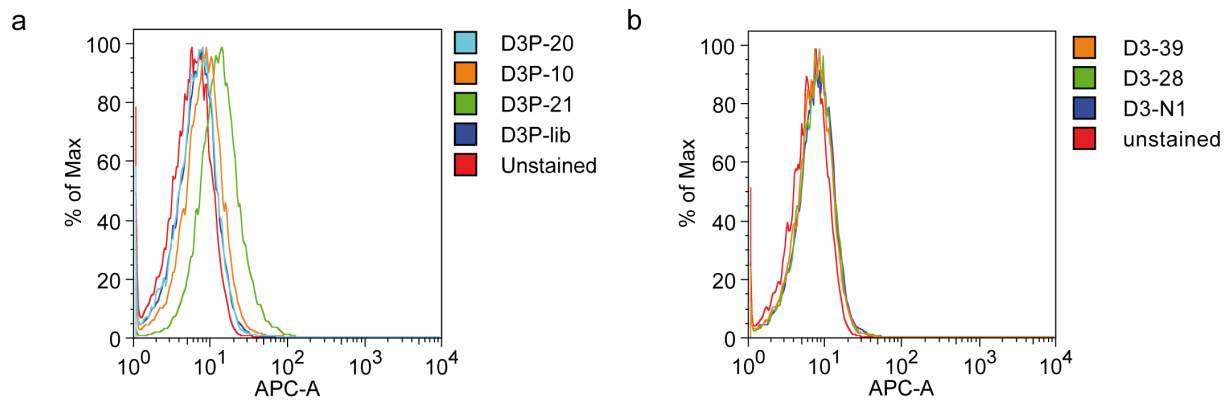 a
% of Max
100
80
60
40
20
0
10^0
10^1
10^2
10^3
10^4
APC-A
D3P-20
D3P-10
D3P-21
D3P-lib
Unstained
b
% of Max
100
80
60
40
20
0
10^0
10^1
10^2
10^3
10^4
APC-A
D3-39
D3-28
D3-N1
unstained